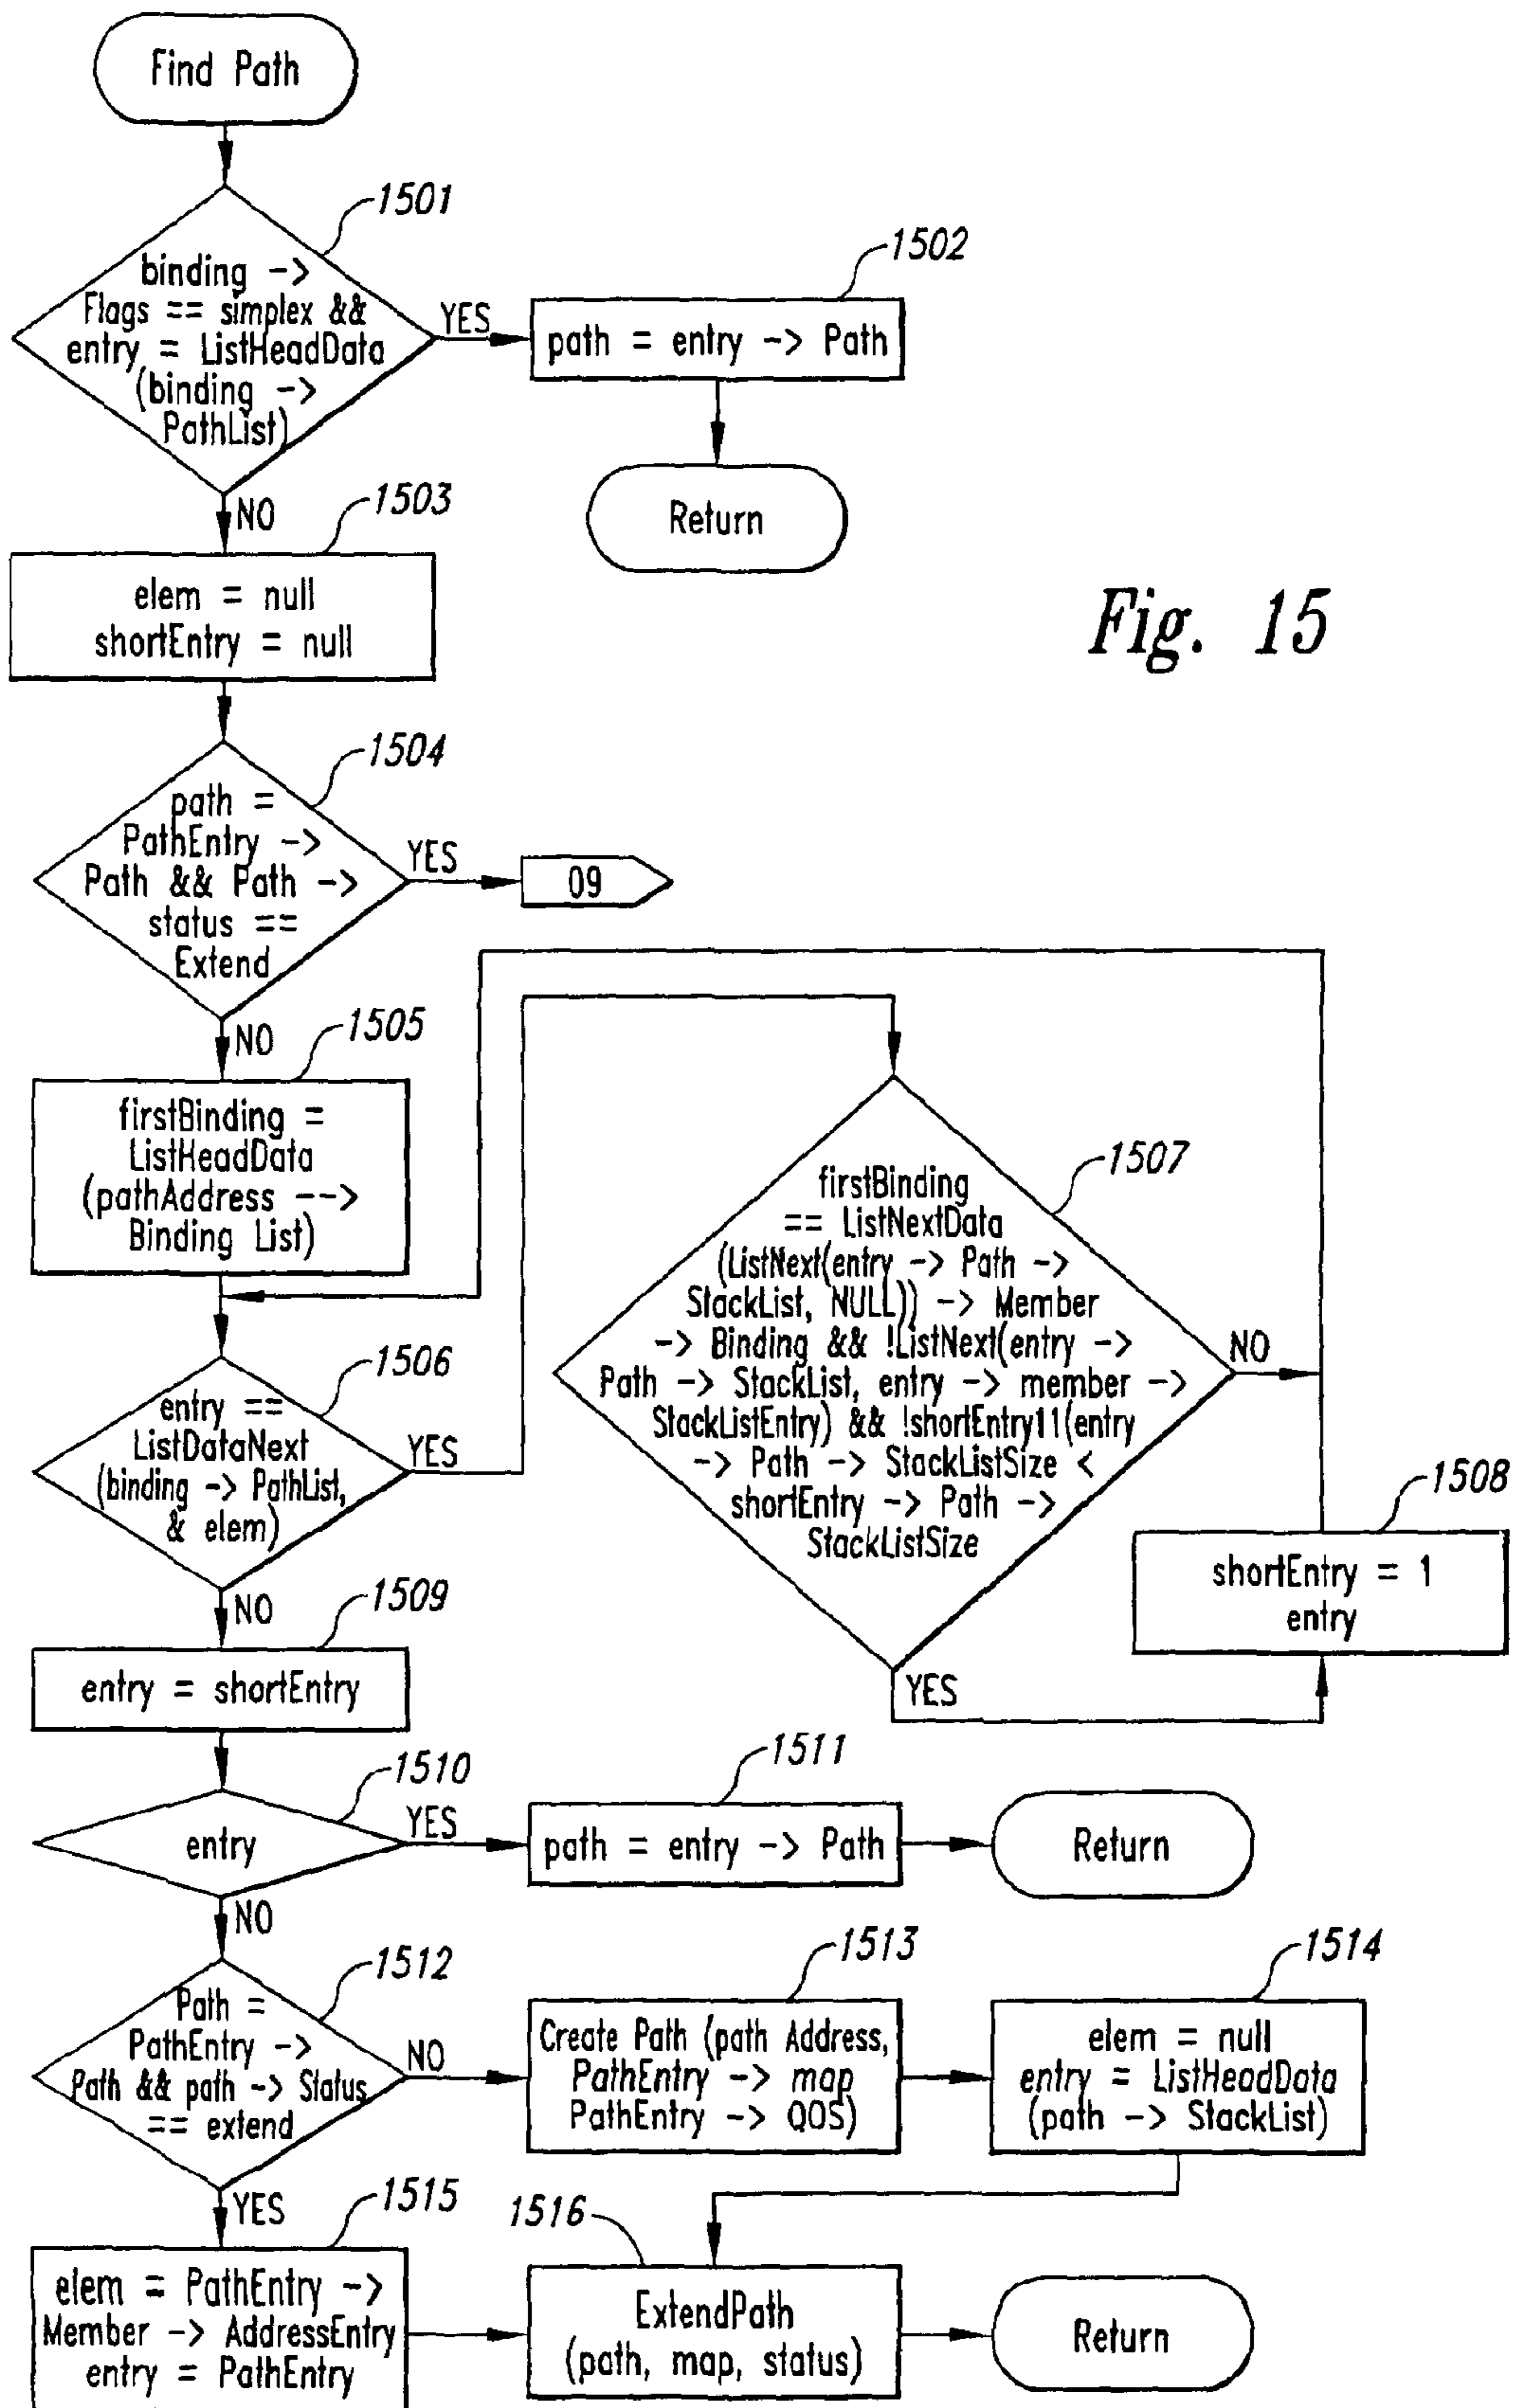 Find Path
1501
binding ->
Flags == simplex &&
entry = ListHeadData
(binding ->
PathList)
YES
1502
path = entry -> Path
Return
NO
1503
elem = null
shortEntry = null
Fig. 15
1504
path =
PathEntry ->
Path && Path ->
status ==
Extend
YES
09
NO
1505
firstBinding =
ListHeadData
(pathAddress -->
Binding List)
1506
entry ==
ListDataNext
(binding -> PathList,
& elem)
YES
1507
firstBinding
== ListNextData
(ListNext(entry -> Path ->
StackList, NULL)) -> Member
-> Binding && !ListNext(entry ->
Path -> StackList, entry -> member ->
StackListEntry) && !shortEntry11(entry
-> Path -> StackListSize <
shortEntry -> Path ->
StackListSize
NO
YES
1508
shortEntry = 1
entry
NO
1509
entry = shortEntry
1510
entry
YES
1511
path = entry -> Path
Return
NO
1512
Path =
PathEntry ->
Path && path -> Status
== extend
NO
1513
Create Path (path Address,
PathEntry -> map
PathEntry -> QOS)
1514
elem = null
entry = ListHeadData
(path -> StackList)
YES
1515
elem = PathEntry ->
Member -> AddressEntry
entry = PathEntry
1516
ExtendPath
(path, map, status)
Return